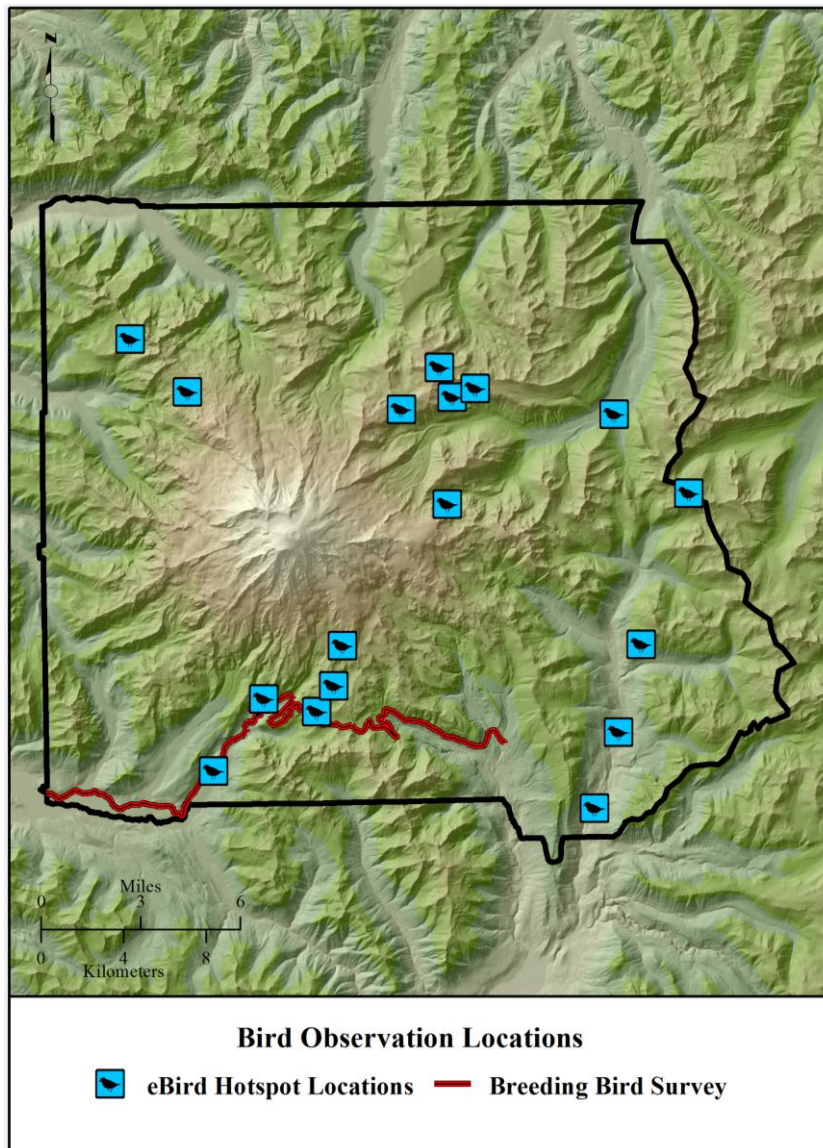 N
Miles
0 3 6
0 4 8
Kilometers
Bird Observation Locations
eBird Hotspot Locations Breeding Bird Survey